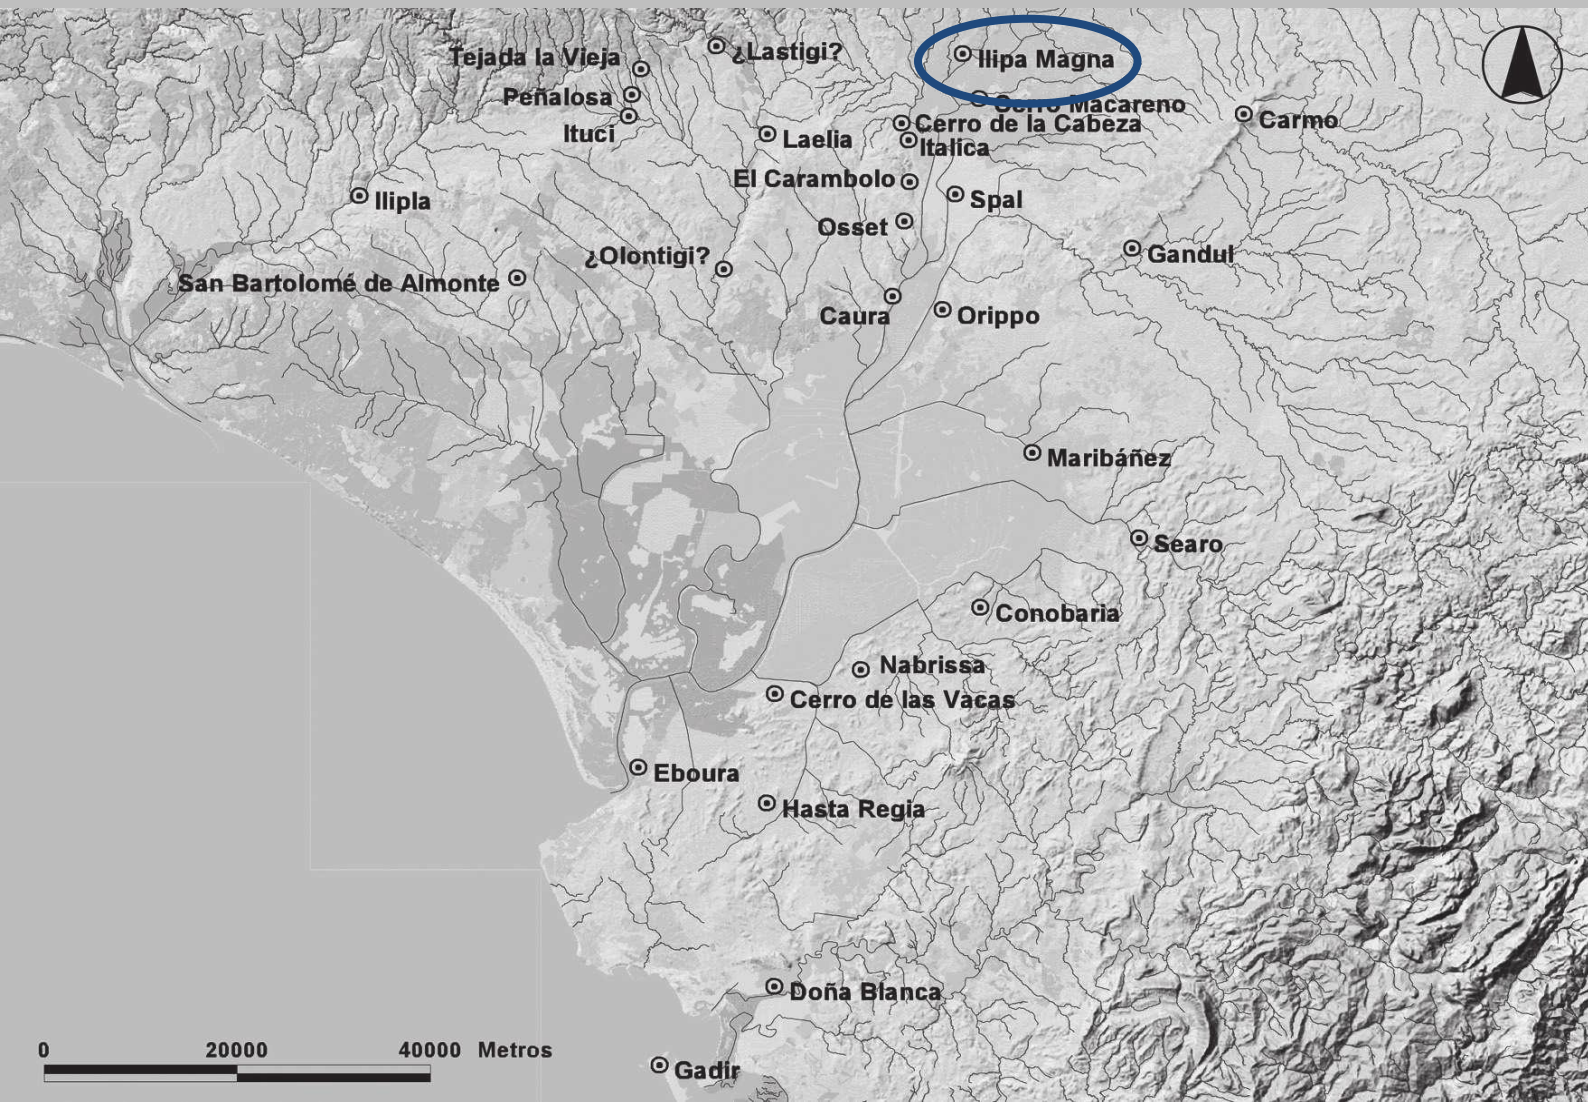 ¿Lastigi?
Tejada la Vieja
Ilipa Magna
Peñalosa
Cerro Macareno
Ituci
Cerro de la Cabeza
Carmo
Laelia
Italica
El Carambolo
Ilipla
Spal
Osset
¿Olontigi?
Gandul
San Bartolomé de Almonte
Caura
Orippo
Maribáñez
Searo
Conobaria
Nabrissa
Cerro de las Vacas
Eboura
Hasta Regia
Doña Blanca
0 20000 40000 Metros
Gadir